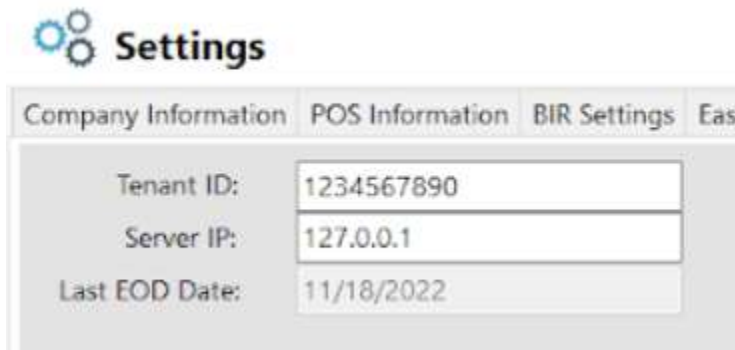 Settings
Company Information POS Information BIR Settings Eas
Tenant ID: 1234567890
Server IP: 127.0.0.1
Last EOD Date: 11/18/2022